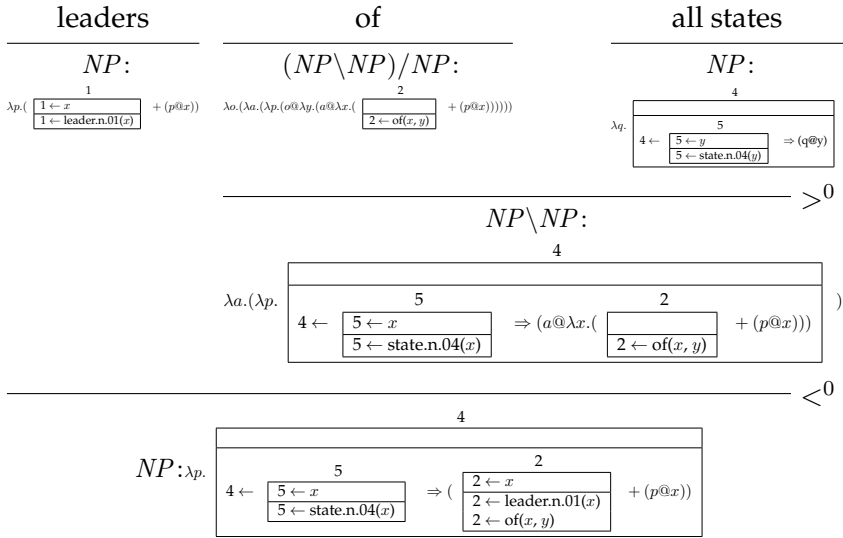 leaders of all states
NP: (NP\NP)/NP: NP:
1 2 4
λp.( 1 ← x + (p@x)) λo.(λa.(λp.(o@λy.(a@λx.( + (p@x)))))) λq. 5
1 ← leader.n.01(x) 2 ← of(x, y) 4 ← 5 ← y ⇒ (q@y)
5 ← state.n.04(y)
>0
NP\NP:
4
5 2
λa.(λp. 4 ← 5 ← x ⇒ (a@λx.( + (p@x))) )
5 ← state.n.04(x) 2 ← of(x, y)
<0
4
5 2
NP: λp. 4 ← 5 ← x ⇒ ( 2 ← x + (p@x))
5 ← state.n.04(x) 2 ← leader.n.01(x)
2 ← of(x, y)